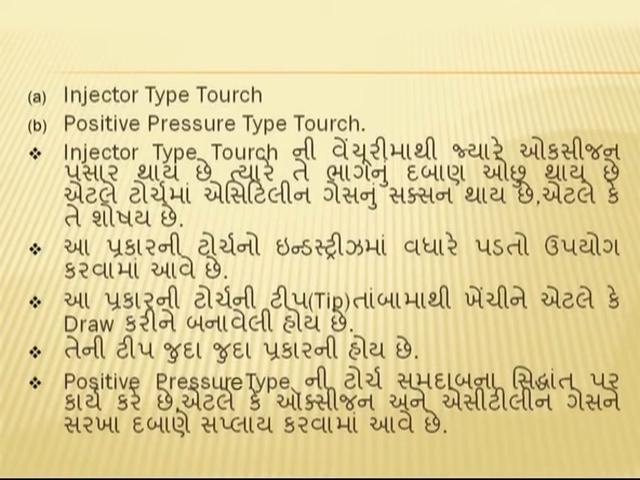 (a) Injector Type Tourch
(b) Positive Pressure Type Tourch.
❖ Injector Type Tourch ની વેંચૂરીમાથી જ્યારે ઓકસીજન
પસાર થાય છે ત્યારે તે ભાગનું દબાણ ઓછુ થાય છે
એટલે ટોર્ચમાં એસિટિલીન ગેસનું સક્સન થાય છે,એટલે કે
તે શોષય છે.
❖ આ પ્રકારની ટોર્ચનો ઇન્ડસ્ટ્રીઝમાં વધારે પડતો ઉપયોગ
કરવામાં આવે છે.
❖ આ પ્રકારની ટોર્ચની ટીપ(Tip)તાંબામાથી ખેંચીને એટલે કે
Draw કરીને બનાવેલી હોય છે.
❖ તેની ટીપ જુદા જુદા પ્રકારની હોય છે.
❖ Positive PressureType ની ટોર્ચ સમદાબના સિદ્ધાંત પર
કાર્ય કરે છે,એટલે કે ઑક્સીજન અને એસીટીલીન ગેસને
સરખા દબાણે સપ્લાય કરવામાં આવે છે.